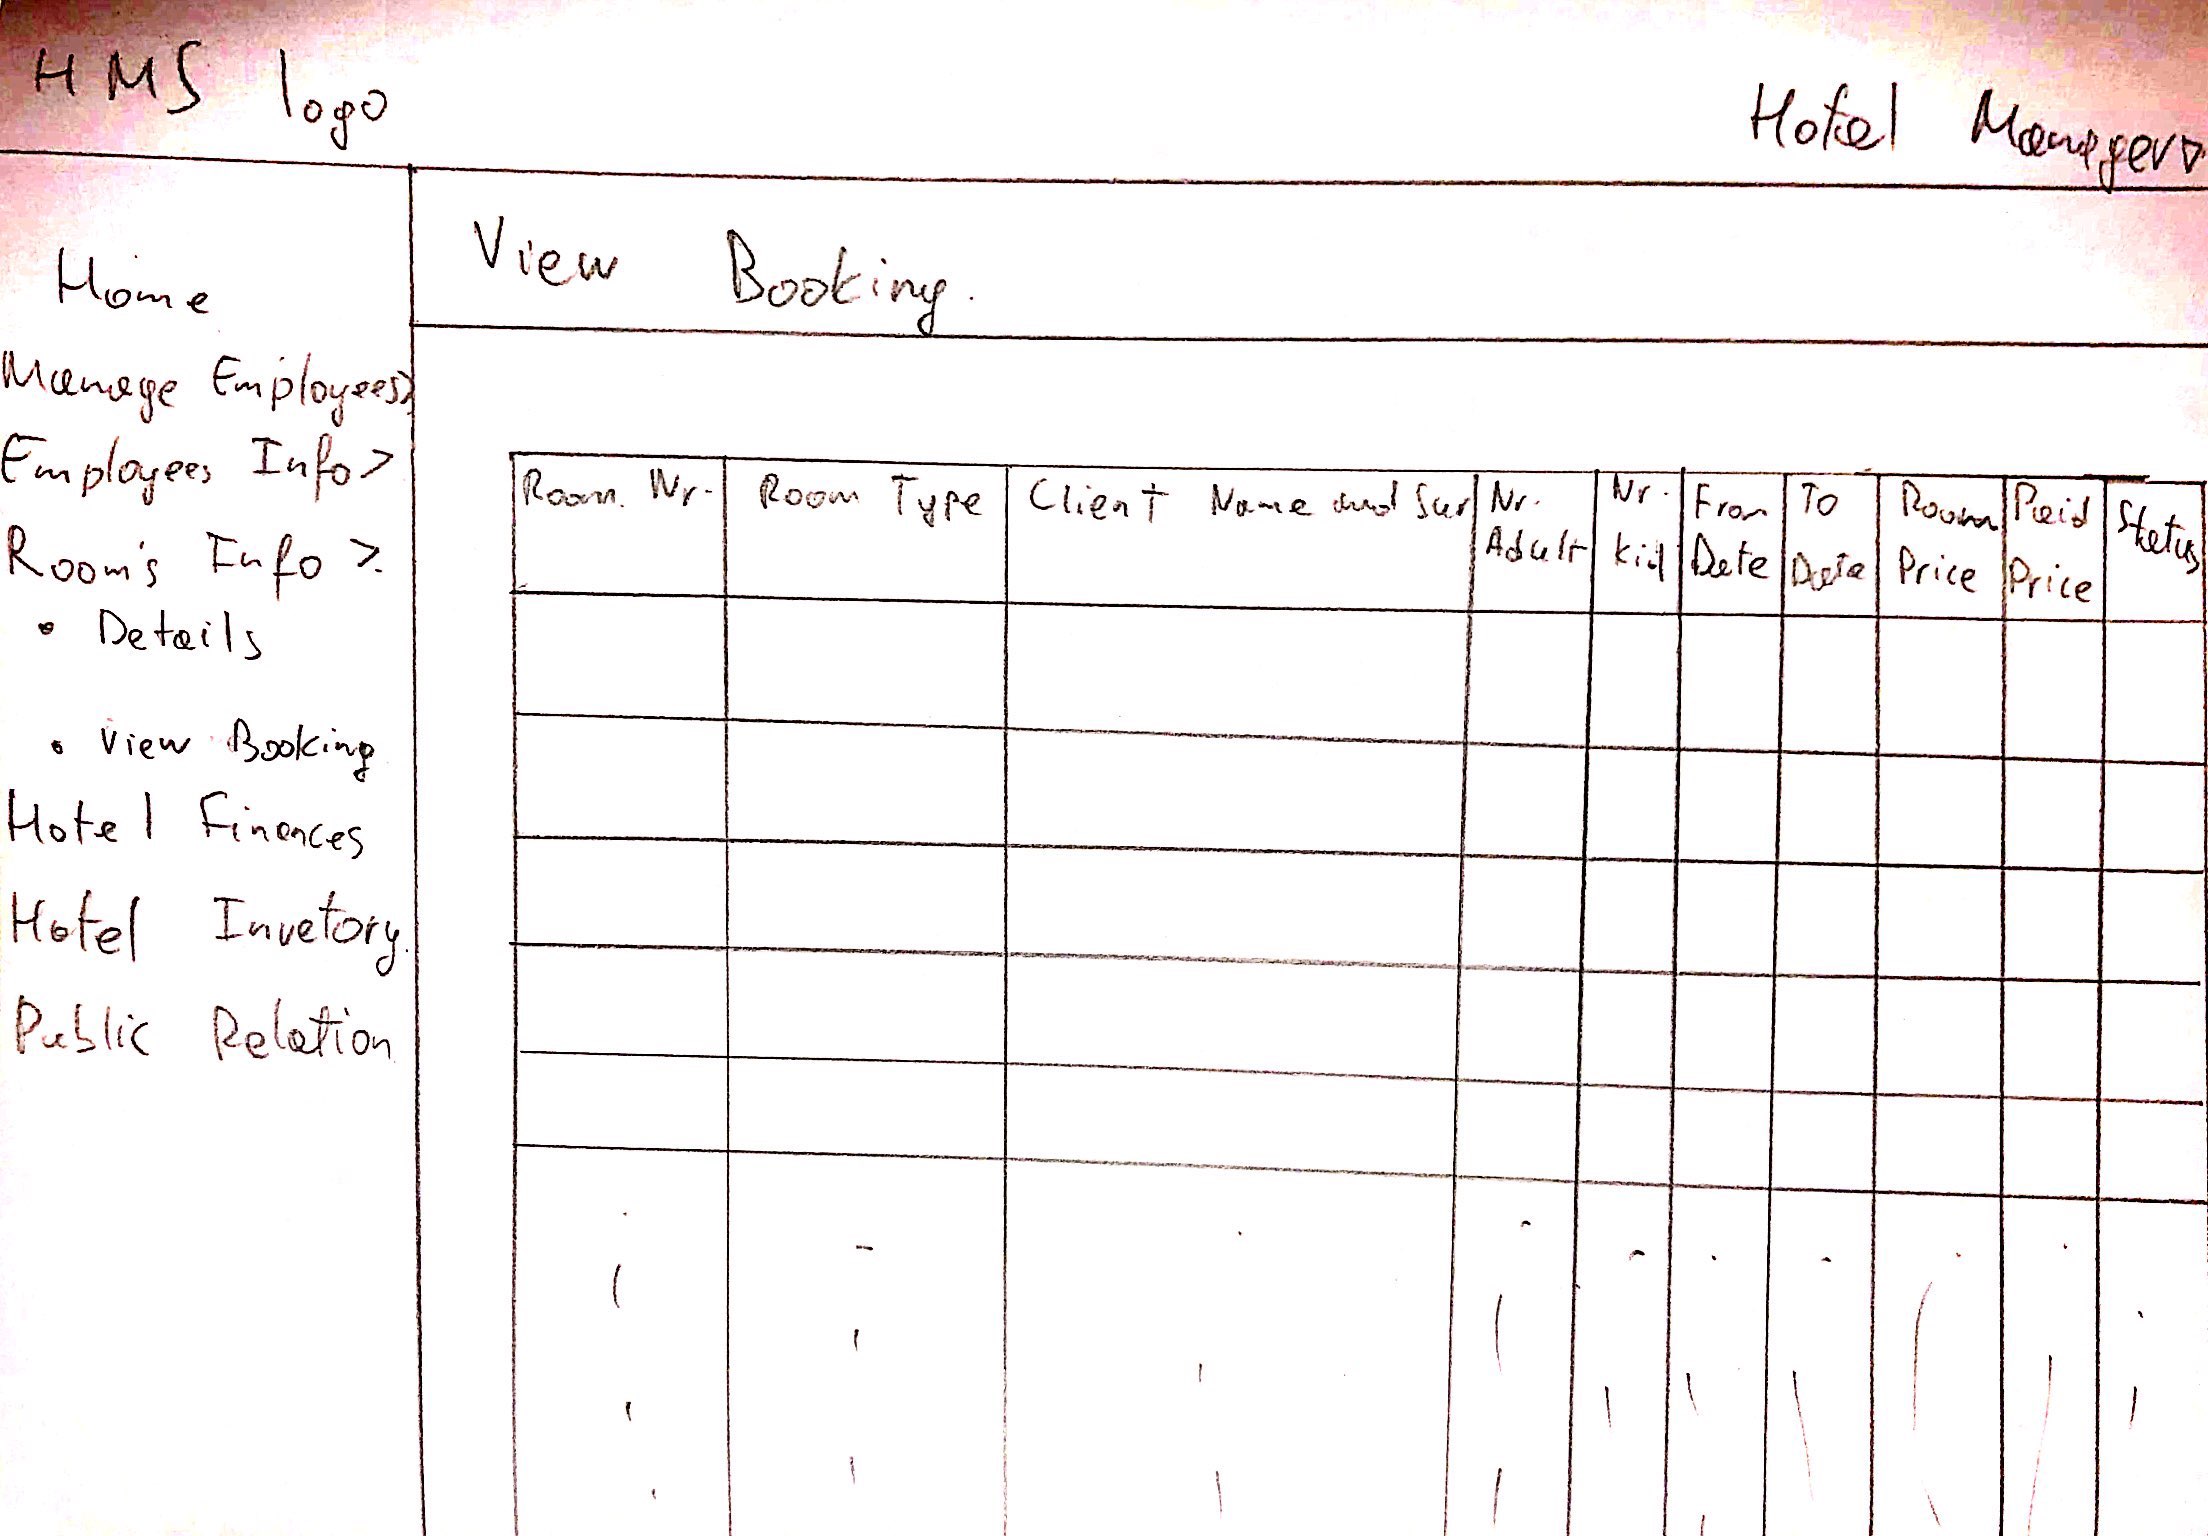 HMS logo
Hotel Manager ▷
Home
Manage Employees >
Employees Info >
Room's Info >.
• Details
• View Booking
Hotel Finances
Hotel Invetory.
Public Relation
View Booking.
Room. Nr.
Room Type
Client Name and Sur
Nr.
Adult
Nr.
kid
From
Date
To
Date
Room
Price
Paid
Price
Status